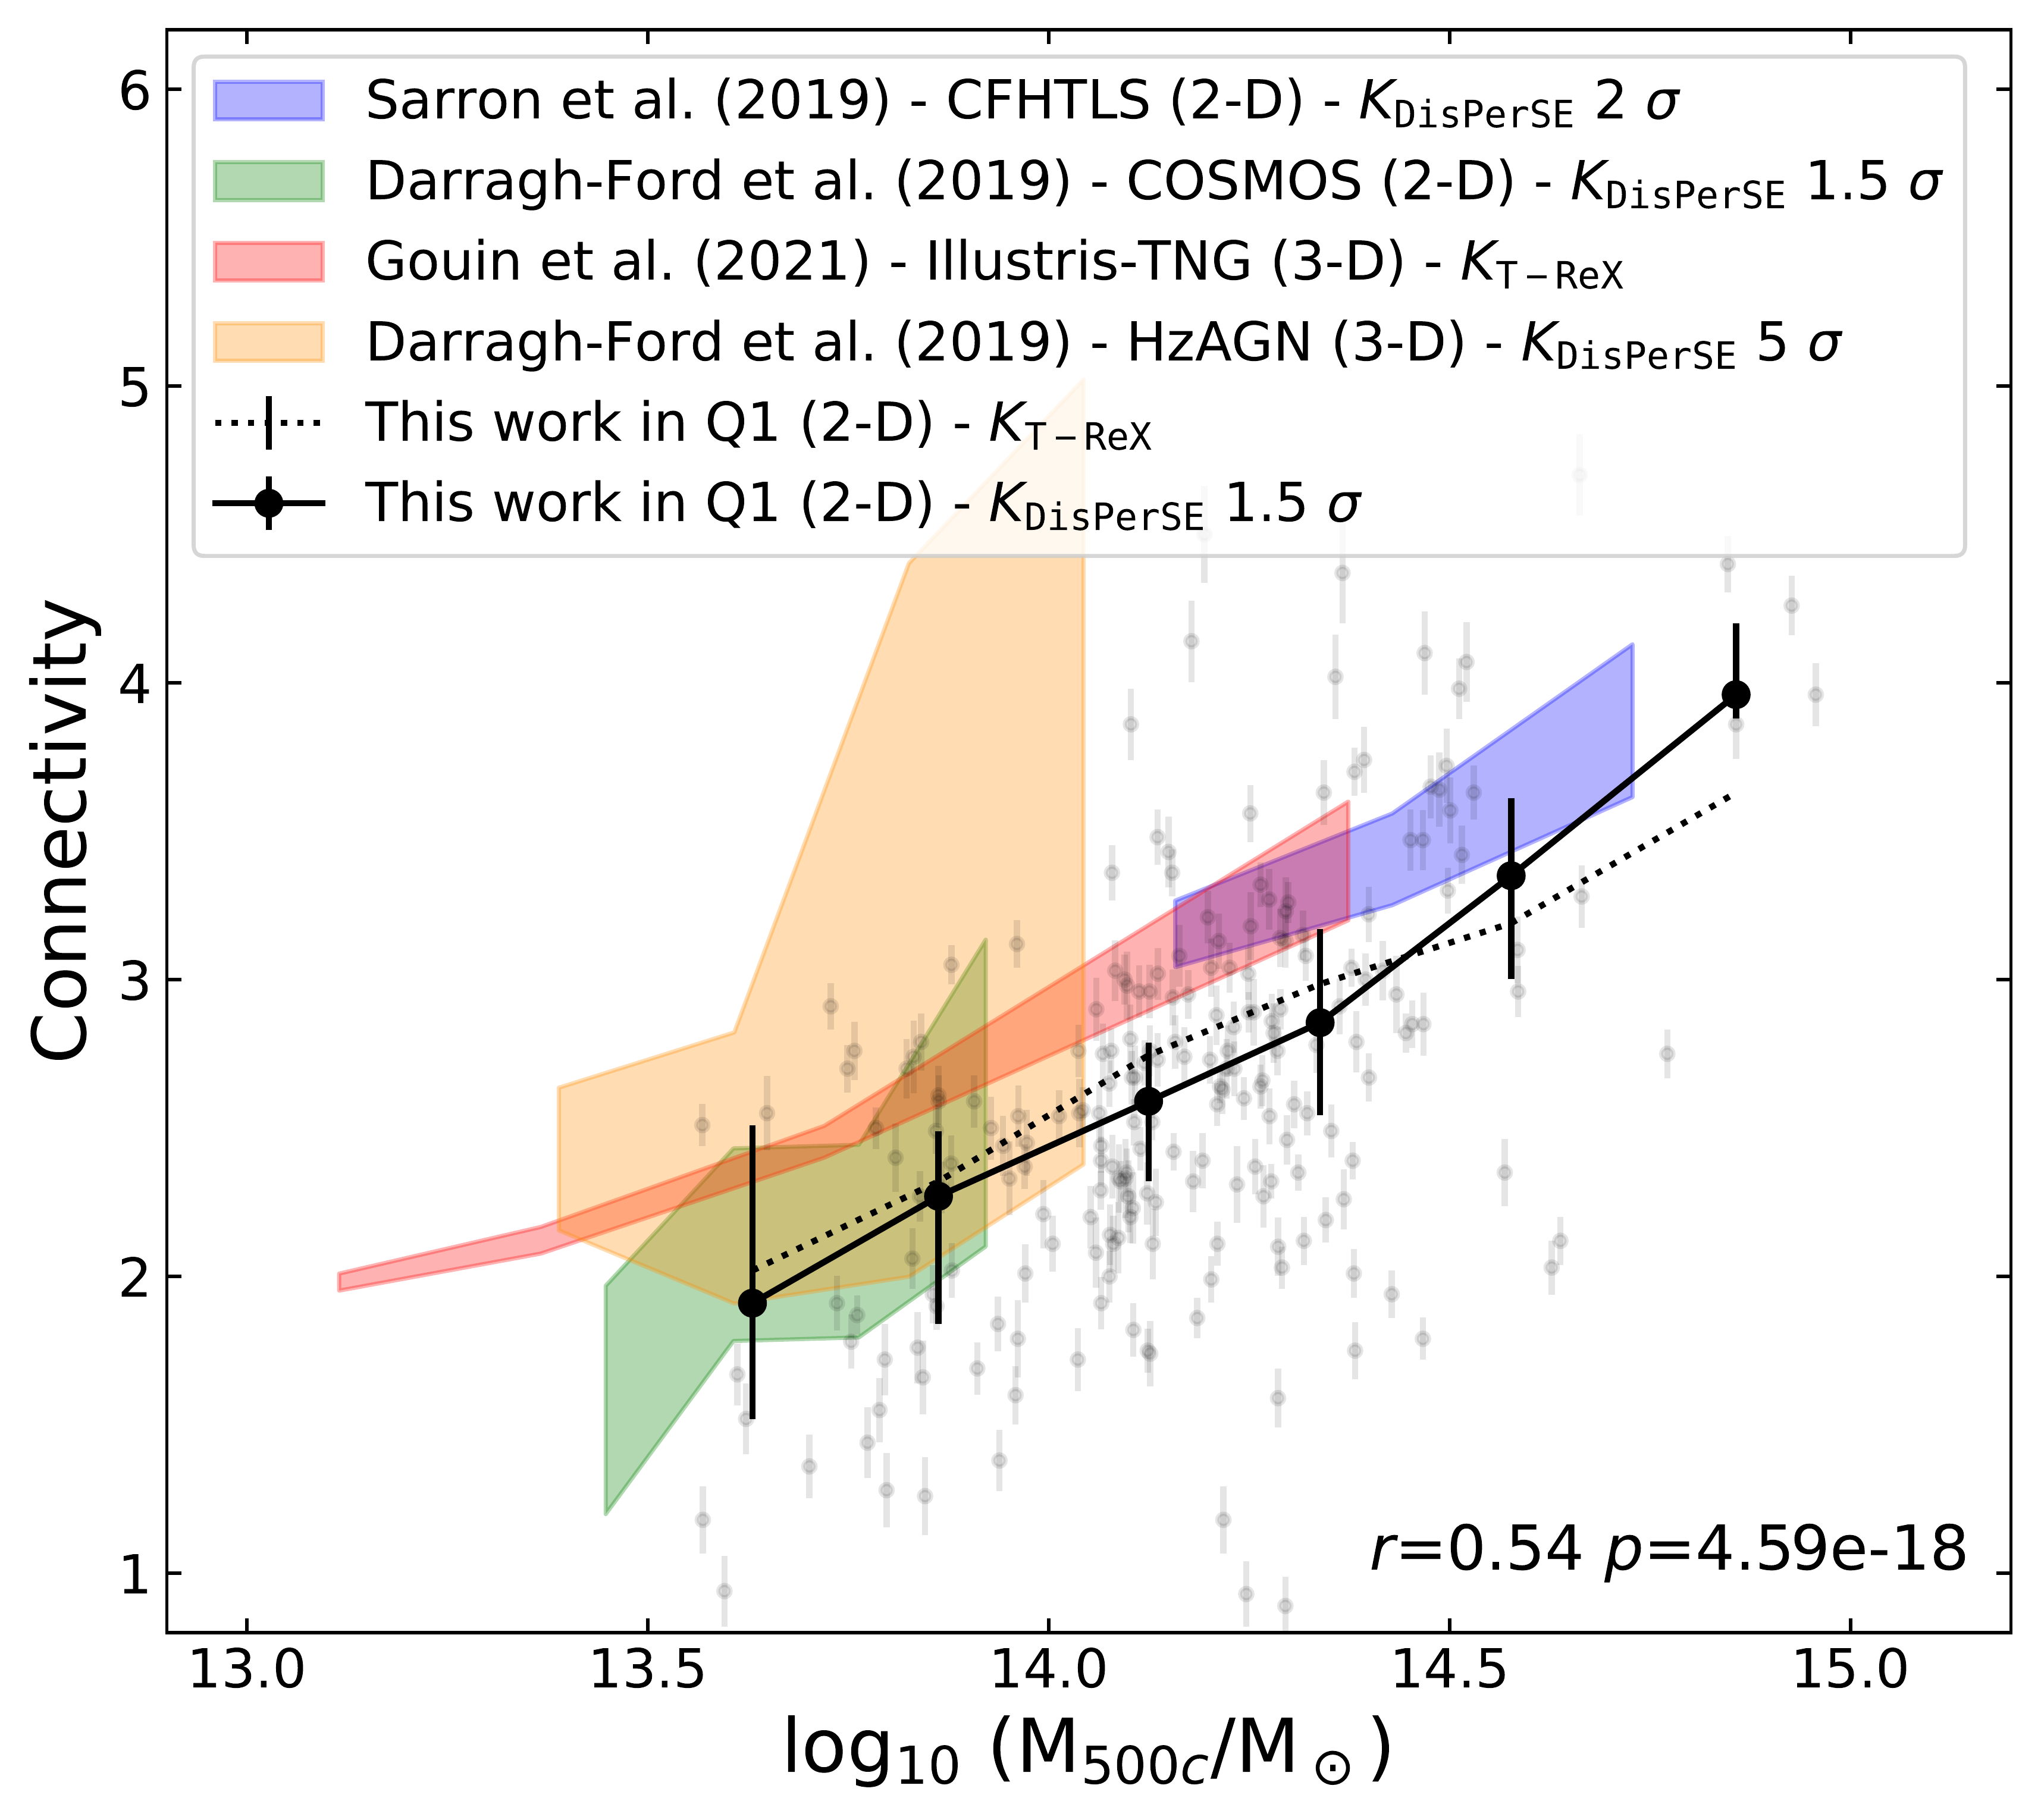 Sarron et al. (2019) - CFHTLS (2-D) - K_DisPerSE 2 σ
Darragh-Ford et al. (2019) - COSMOS (2-D) - K_DisPerSE 1.5 σ
Gouin et al. (2021) - Illustris-TNG (3-D) - K_T−ReX
Darragh-Ford et al. (2019) - HzAGN (3-D) - K_DisPerSE 5 σ
This work in Q1 (2-D) - K_T−ReX
This work in Q1 (2-D) - K_DisPerSE 1.5 σ
6
5
4
3
2
1
Connectivity
r=0.54 p=4.59e-18
13.0 13.5 14.0 14.5 15.0
log₁₀ (M_500c/M_⊙)